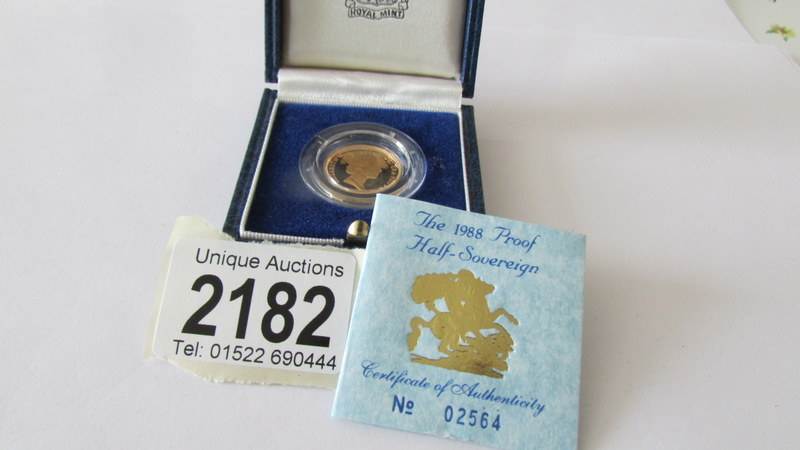 ROYAL MINT
Unique Auctions
2182
Tel: 01522 690444
The 1988 Proof
Half-Sovereign
Certificate of Authenticity
Nº 02564